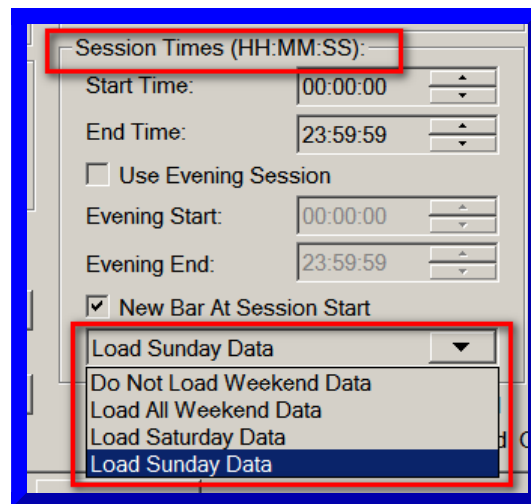 Session Times (HH:MM:SS):
Start Time: 00:00:00
End Time: 23:59:59
Use Evening Session
Evening Start: 00:00:00
Evening End: 23:59:59
New Bar At Session Start
Load Sunday Data
Do Not Load Weekend Data
Load All Weekend Data
Load Saturday Data
Load Sunday Data